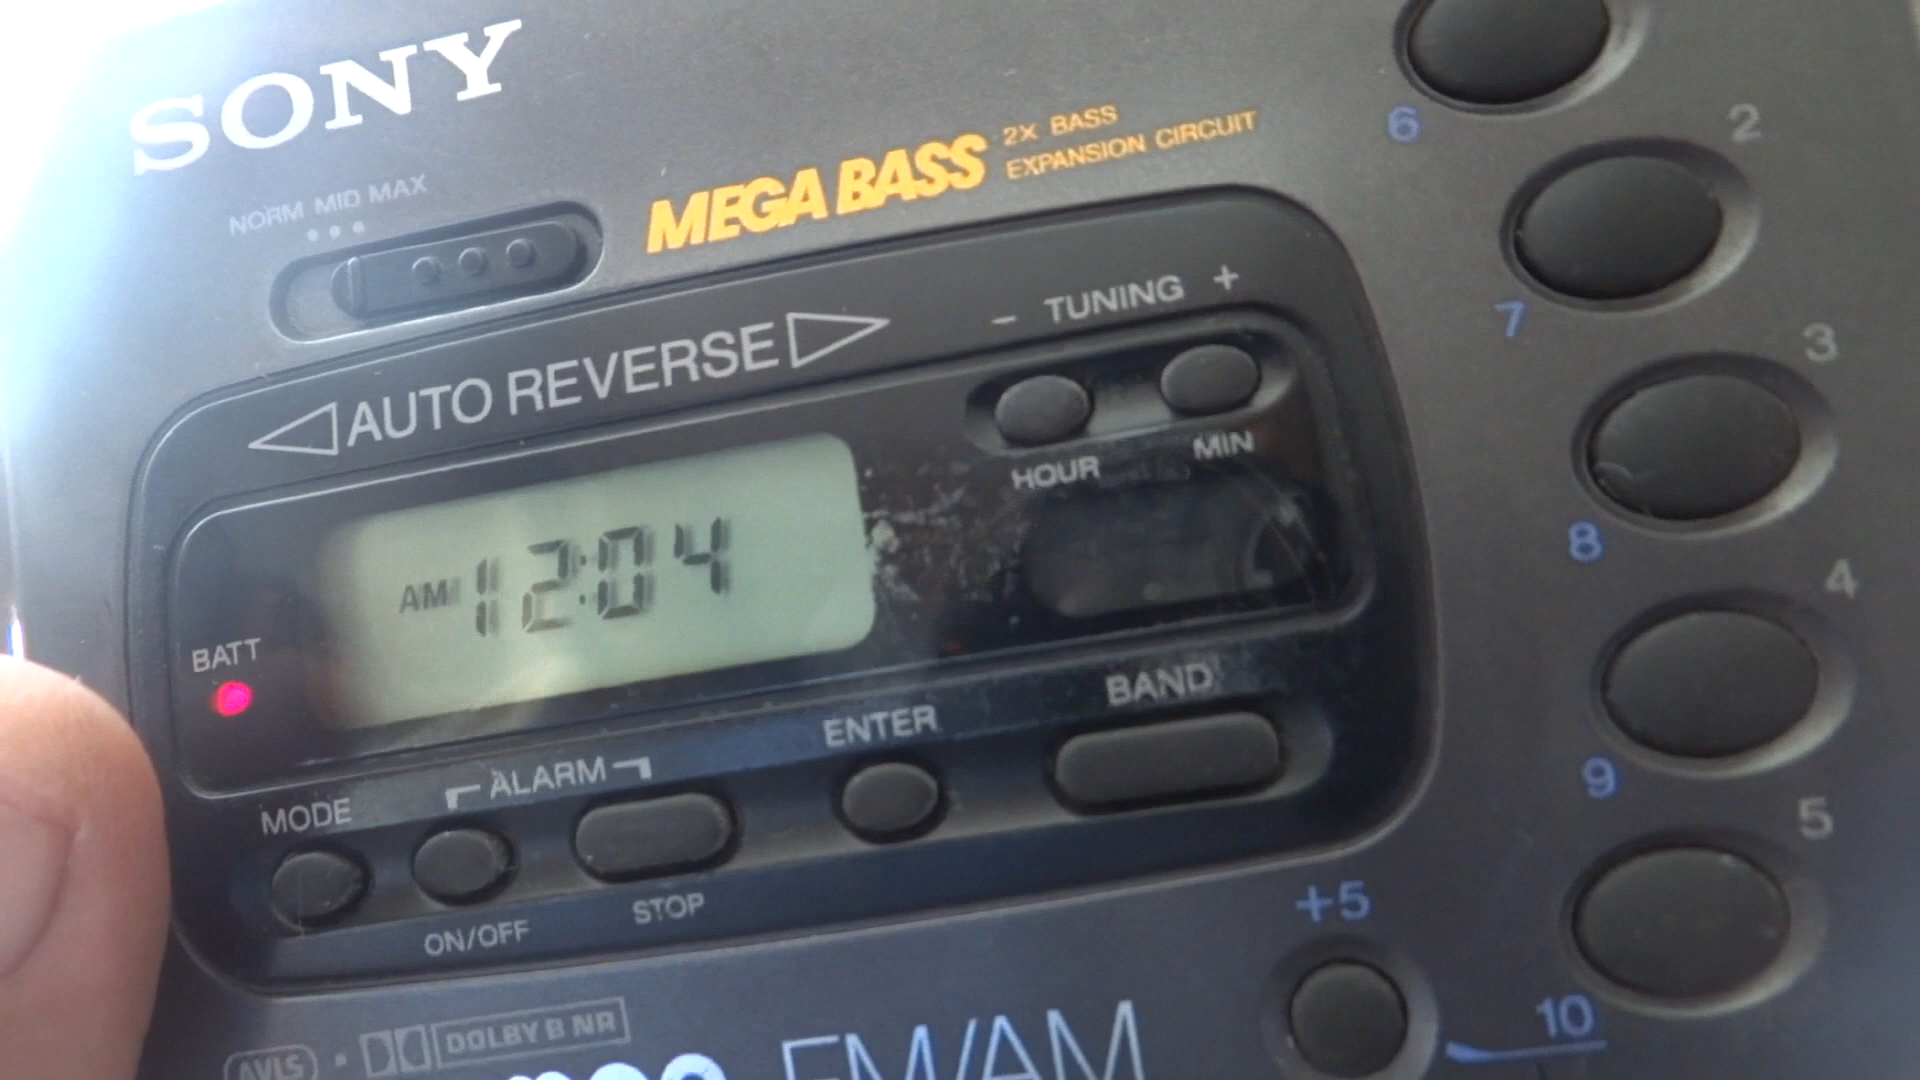 SONY
NORM MID MAX
MEGA BASS
2X BASS
EXPANSION CIRCUIT
AUTO REVERSE
– TUNING +
HOUR
MIN
AM 12:04
BATT
MODE
ALARM
ENTER
BAND
ON/OFF
STOP
AVLS
DOLBY B NR
FM/AM
6
2
7
3
8
4
9
5
+5
10